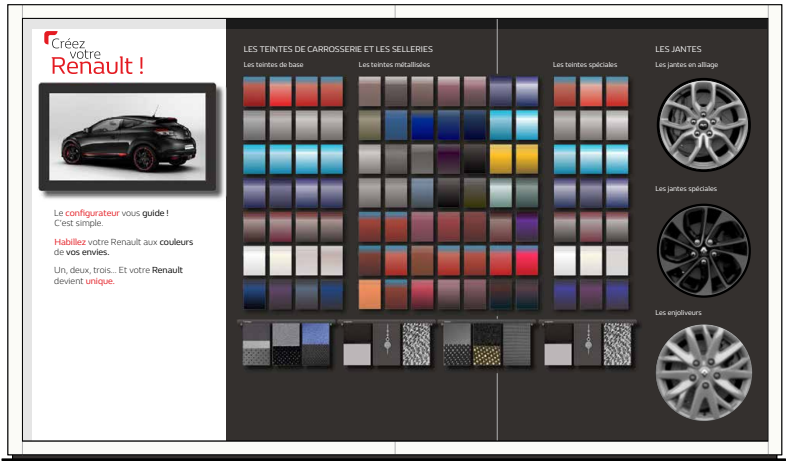 Créez
votre
Renault !
Le configurateur vous guide !
C'est simple.
Habillez votre Renault aux couleurs
de vos envies.
Un, deux, trois... Et votre Renault
devient unique.
LES TEINTES DE CARROSSERIE ET LES SELLERIES
Les teintes de base
Les teintes métallisées
Les teintes spéciales
LES JANTES
Les jantes en alliage
Les jantes spéciales
Les enjoliveurs